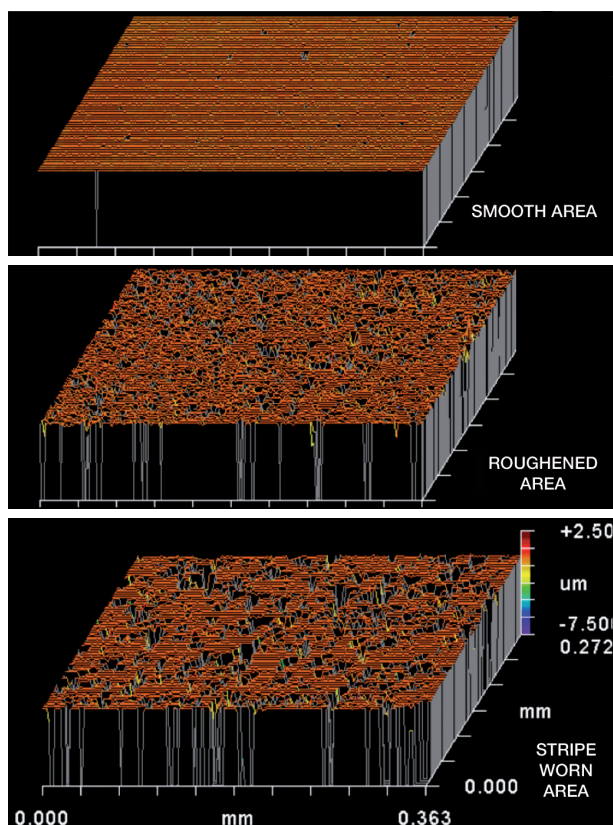 SMOOTH AREA
ROUGHENED
AREA
+2.50
um
-7.500
0.272
mm
STRIPE
WORN
AREA
0.000
0.000 mm 0.363